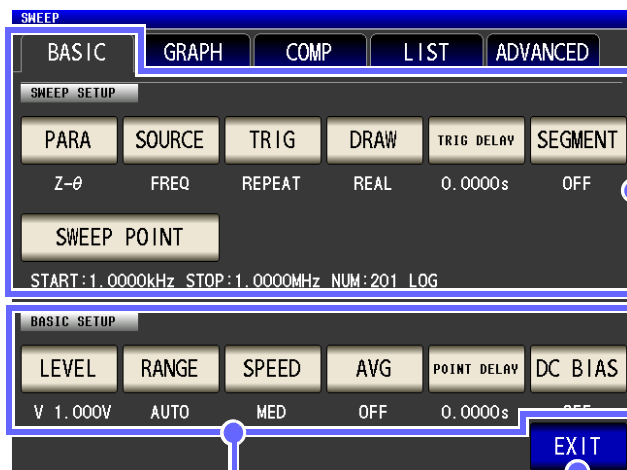 SWEEP
BASIC GRAPH COMP LIST ADVANCED
SWEEP SETUP
PARA SOURCE TRIG DRAW TRIG DELAY SEGMENT
Z-θ FREQ REPEAT REAL 0.0000s OFF
SWEEP POINT
START:1.0000kHz STOP:1.0000MHz NUM:201 LOG
BASIC SETUP
LEVEL RANGE SPEED AVG POINT DELAY DC BIAS
V 1.000V AUTO MED OFF 0.0000s OFF
EXIT